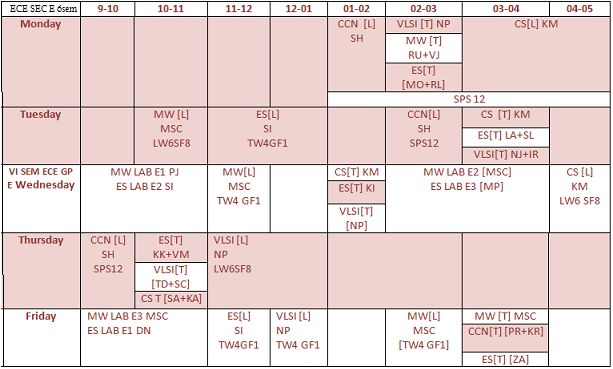 ECE SEC E 6sem 9-10 10-11 11-12 12-01 01-02 02-03 03-04 04-05
Monday CCN [L] VLSI [T] NP CS[L] KM
SH
MW [T]
RU+VJ
ES[T]
[MO+RL]
SPS 12
Tuesday MW [L] ES[L] CCN[L] CS [T] KM
MSC SI SH ES[T] LA+SL
LW6SF8 TW4GF1 SPS12 VLSI[T] NJ+IR
VI SEM ECE GP MW LAB E1 PJ MW[L] CS[T] KM MW LAB E2 [MSC] CS [L]
E Wednesday ES LAB E2 SI MSC ES[T] KI ES LAB E3 [MP] KM
TW4 GF1 VLSI[T] LW6 SF8
[NP]
Thursday CCN [L] ES[T] VLSI [L]
SH KK+VM NP
SPS12 VLSI[T] LW6SF8
[TD+SC]
CS T [SA+KA]
Friday MW LAB E3 MSC ES[L] VLSI [L] MW[L] MW [T] MSC
ES LAB E1 DN SI NP MSC CCN[T] [PR+KR]
TW4GF1 TW4 GF1 [TW4 GF1]
ES[T] [ZA]